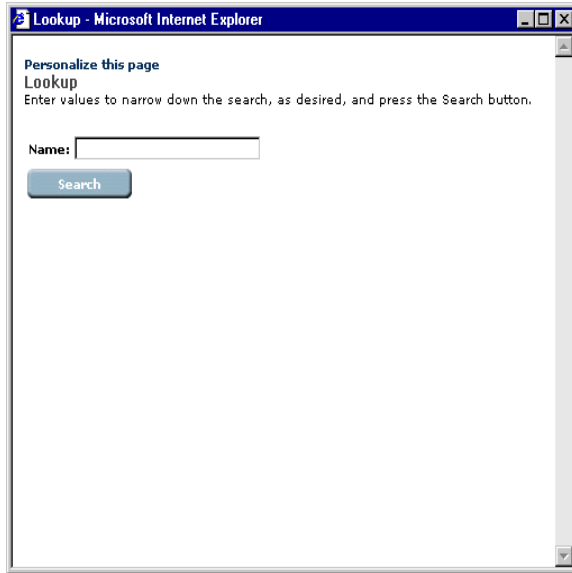 Lookup - Microsoft Internet Explorer
Personalize this page
Lookup
Enter values to narrow down the search, as desired, and press the Search button.
Name:
Search